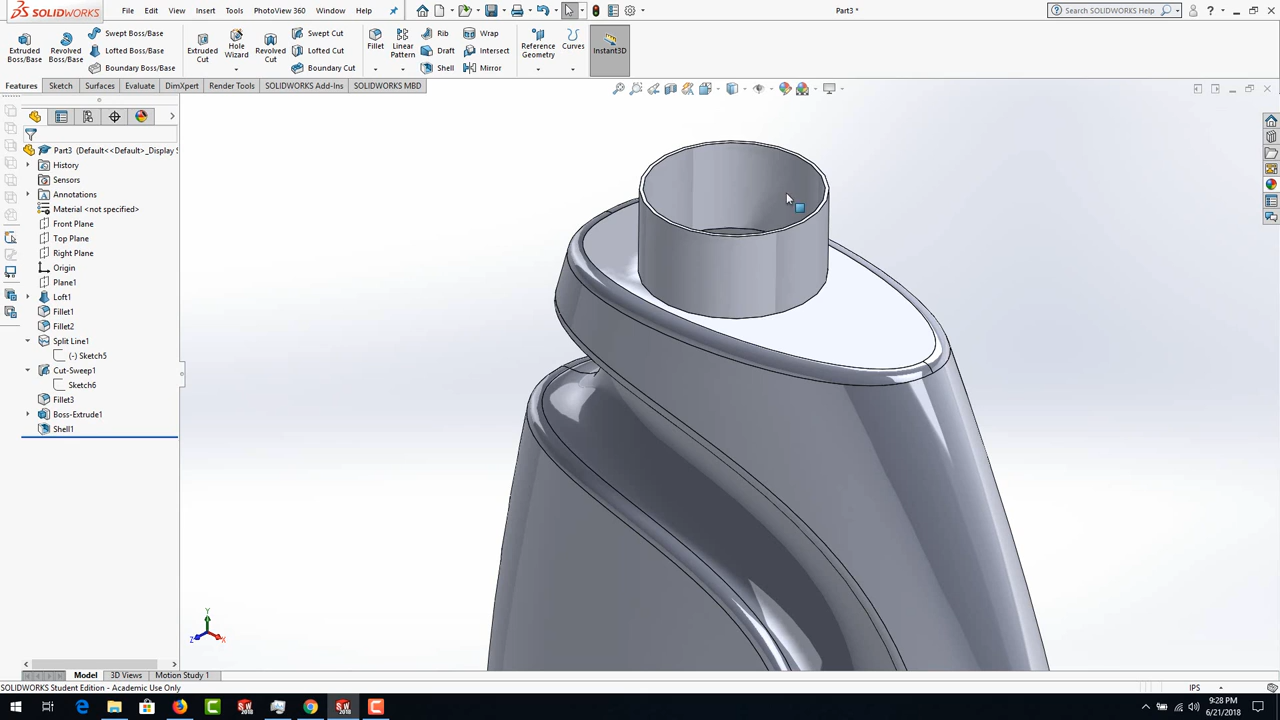 SOLIDWORKS
File
Edit
View
Insert
Tools
PhotoView 360
Window
Help
Part3 *
Search SOLIDWORKS Help
Extruded Boss/Base
Revolved Boss/Base
Swept Boss/Base
Lofted Boss/Base
Boundary Boss/Base
Extruded Cut
Hole Wizard
Revolved Cut
Swept Cut
Lofted Cut
Boundary Cut
Fillet
Linear Pattern
Rib
Draft
Shell
Wrap
Intersect
Mirror
Reference Geometry
Curves
Instant3D
Features
Sketch
Surfaces
Evaluate
DimXpert
Render Tools
SOLIDWORKS Add-Ins
SOLIDWORKS MBD
Part3 (Default<<Default>_Display S
History
Sensors
Annotations
Material <not specified>
Front Plane
Top Plane
Right Plane
Origin
Plane1
Loft1
Fillet1
Fillet2
Split Line1
(-) Sketch5
Cut-Sweep1
Sketch6
Fillet3
Boss-Extrude1
Shell1
Y
Z
X
Model
3D Views
Motion Study 1
SOLIDWORKS Student Edition - Academic Use Only
IPS
9:28 PM
6/21/2018